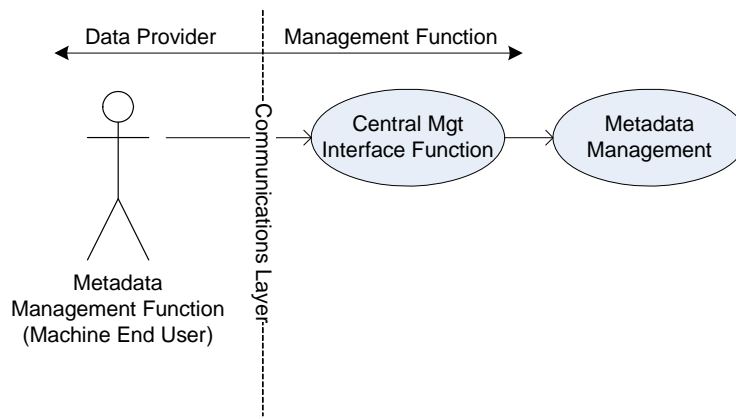 Data Provider
Management Function
Communications Layer
Central Mgt
Interface Function
Metadata
Management
Metadata
Management Function
(Machine End User)